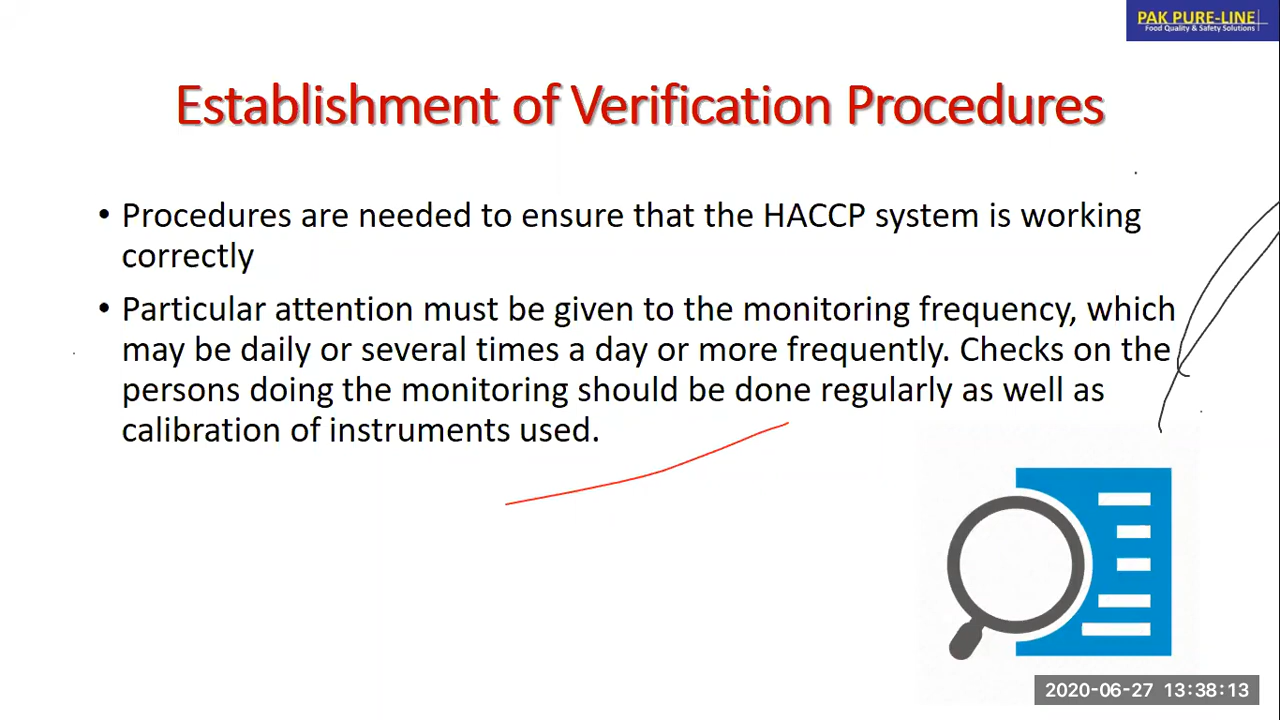 PAK PURE-LINE
Food Quality & Safety Solutions
Establishment of Verification Procedures
• Procedures are needed to ensure that the HACCP system is working
correctly
• Particular attention must be given to the monitoring frequency, which
may be daily or several times a day or more frequently. Checks on the
persons doing the monitoring should be done regularly as well as
calibration of instruments used.
2020-06-27 13:38:13